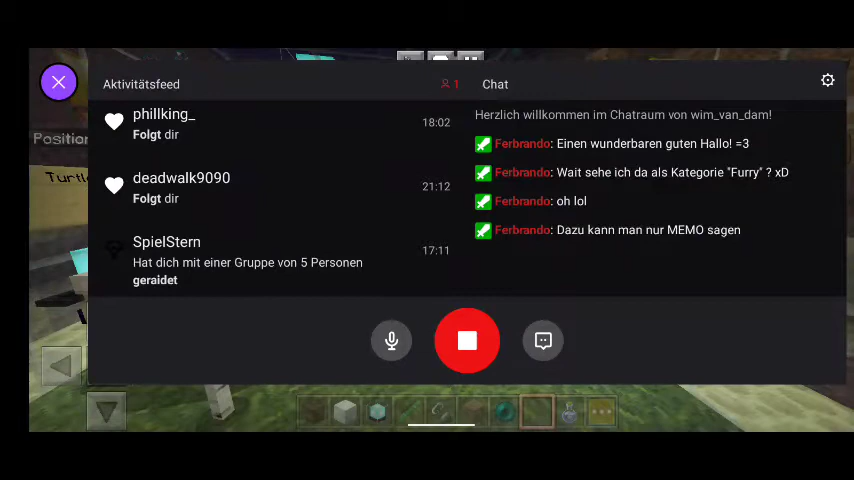 Aktivitätsfeed
1
Chat
phillking_
Folgt dir
18:02
deadwalk9090
Folgt dir
21:12
SpielStern
Hat dich mit einer Gruppe von 5 Personen
geraidet
17:11
Herzlich willkommen im Chatraum von wim_van_dam!
Ferbrando: Einen wunderbaren guten Hallo! =3
Ferbrando: Wait sehe ich da als Kategorie "Furry" ? xD
Ferbrando: oh lol
Ferbrando: Dazu kann man nur MEMO sagen
Position
Turtl